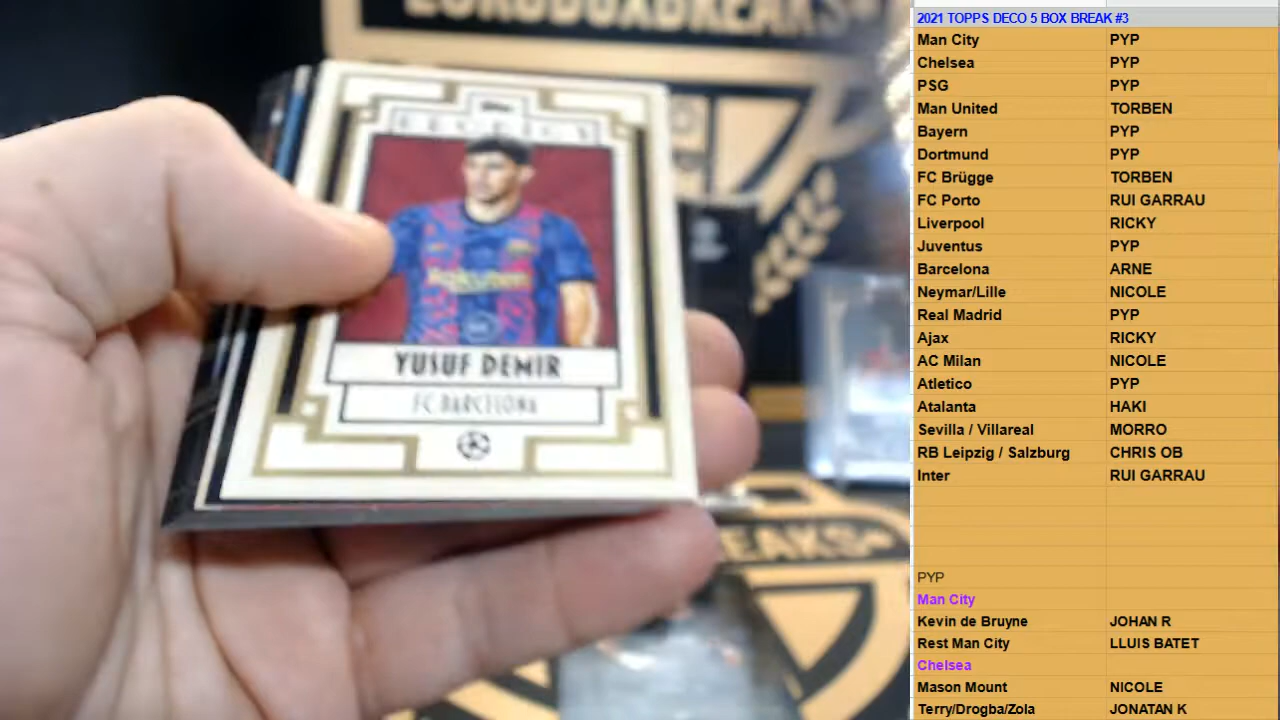 YUSUF DEMIR
FC BARCELONA
EUROBOXBREAKS
REAKS
2021 TOPPS DECO 5 BOX BREAK #3
Man City PYP
Chelsea PYP
PSG PYP
Man United TORBEN
Bayern PYP
Dortmund PYP
FC Brügge TORBEN
FC Porto RUI GARRAU
Liverpool RICKY
Juventus PYP
Barcelona ARNE
Neymar/Lille NICOLE
Real Madrid PYP
Ajax RICKY
AC Milan NICOLE
Atletico PYP
Atalanta HAKI
Sevilla / Villareal MORRO
RB Leipzig / Salzburg CHRIS OB
Inter RUI GARRAU
PYP
Man City
Kevin de Bruyne JOHAN R
Rest Man City LLUIS BATET
Chelsea
Mason Mount NICOLE
Terry/Drogba/Zola JONATAN K